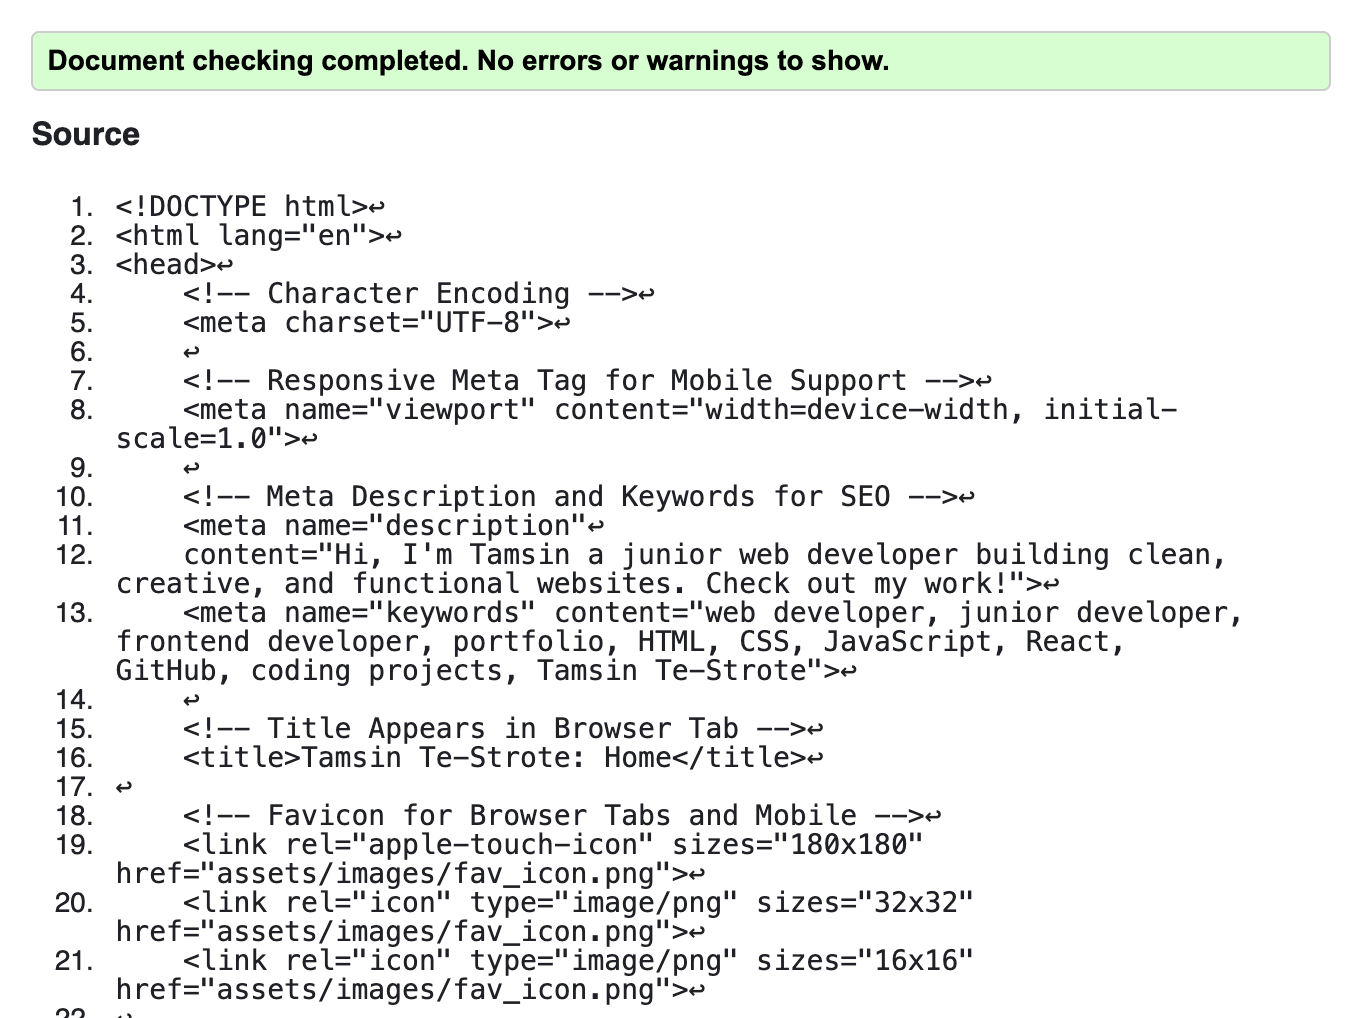 Document checking completed. No errors or warnings to show.
Source
1. <!DOCTYPE html>↩
2. <html lang="en">↩
3. <head>↩
4.     <!-- Character Encoding -->↩
5.     <meta charset="UTF-8">↩
6.     ↩
7.     <!-- Responsive Meta Tag for Mobile Support -->↩
8.     <meta name="viewport" content="width=device-width, initial-
scale=1.0">↩
9.     ↩
10.     <!-- Meta Description and Keywords for SEO -->↩
11.     <meta name="description"↩
12.     content="Hi, I'm Tamsin a junior web developer building clean,
creative, and functional websites. Check out my work!">↩
13.     <meta name="keywords" content="web developer, junior developer,
frontend developer, portfolio, HTML, CSS, JavaScript, React,
GitHub, coding projects, Tamsin Te-Strote">↩
14.     ↩
15.     <!-- Title Appears in Browser Tab -->↩
16.     <title>Tamsin Te-Strote: Home</title>↩
17. ↩
18.     <!-- Favicon for Browser Tabs and Mobile -->↩
19.     <link rel="apple-touch-icon" sizes="180x180"
href="assets/images/fav_icon.png">↩
20.     <link rel="icon" type="image/png" sizes="32x32"
href="assets/images/fav_icon.png">↩
21.     <link rel="icon" type="image/png" sizes="16x16"
href="assets/images/fav_icon.png">↩
22. ↩